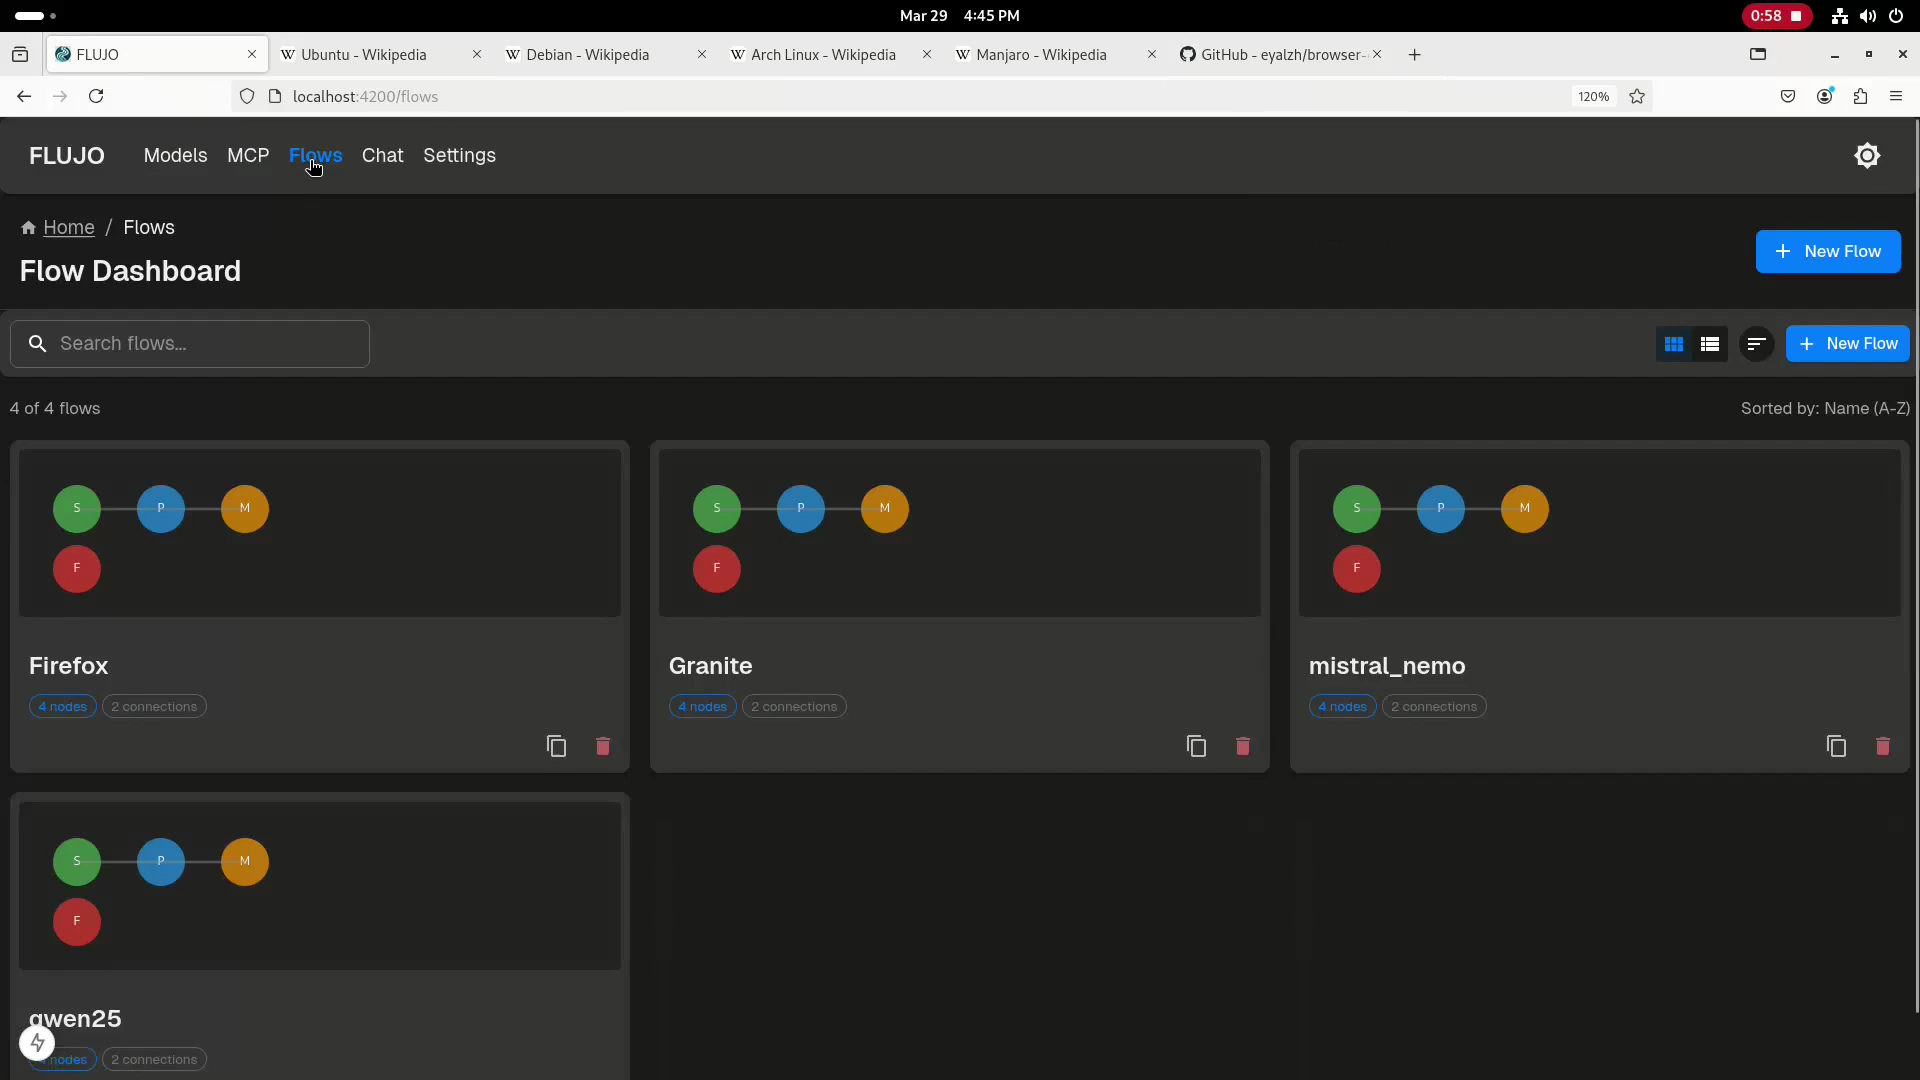 Mar 29 4:45 PM
0:58
FLUJO
Ubuntu - Wikipedia
Debian - Wikipedia
Arch Linux - Wikipedia
Manjaro - Wikipedia
GitHub - eyalzh/browser-
localhost:4200/flows
120%
FLUJO
Models
MCP
Flows
Chat
Settings
Home / Flows
Flow Dashboard
New Flow
Search flows...
New Flow
4 of 4 flows
Sorted by: Name (A-Z)
S P M
F
S P M
F
S P M
F
Firefox
4 nodes 2 connections
Granite
4 nodes 2 connections
mistral_nemo
4 nodes 2 connections
S P M
F
qwen25
nodes 2 connections